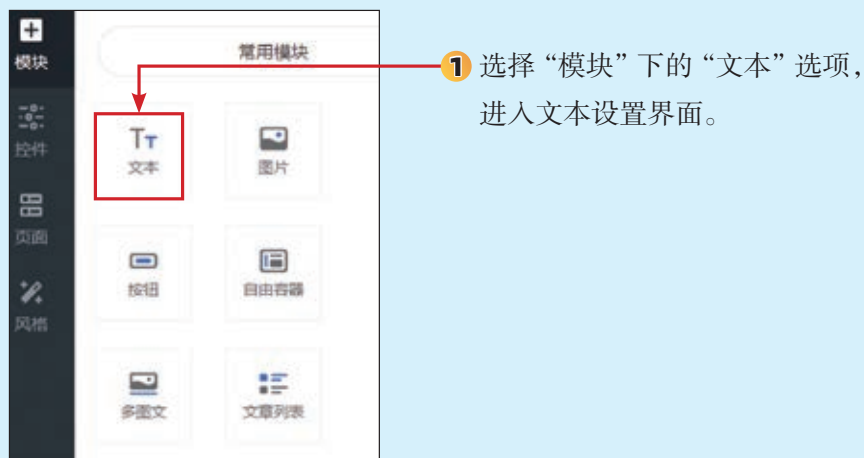 模块
控件
页面
风格
常用模块
Tт
文本
图片
按钮
自由容器
多图文
文章列表
1 选择“模块”下的“文本”选项，
进入文本设置界面。